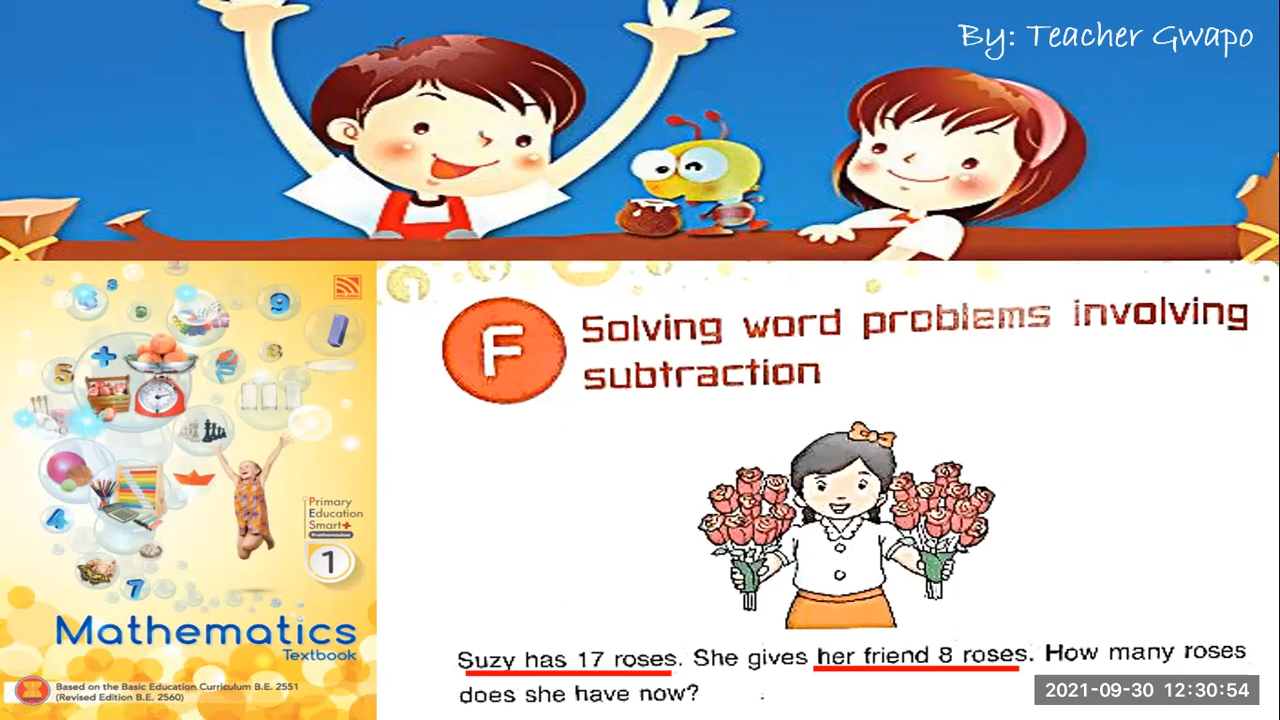 By: Teacher Gwapo
F
Solving word problems involving
subtraction
Primary
Education
Smart+
Prathomsuksa
1
Mathematics
Textbook
Based on the Basic Education Curriculum B.E. 2551
(Revised Edition B.E. 2560)
PELANGI
Suzy has 17 roses. She gives her friend 8 roses. How many roses
does she have now?
2021-09-30 12:30:54